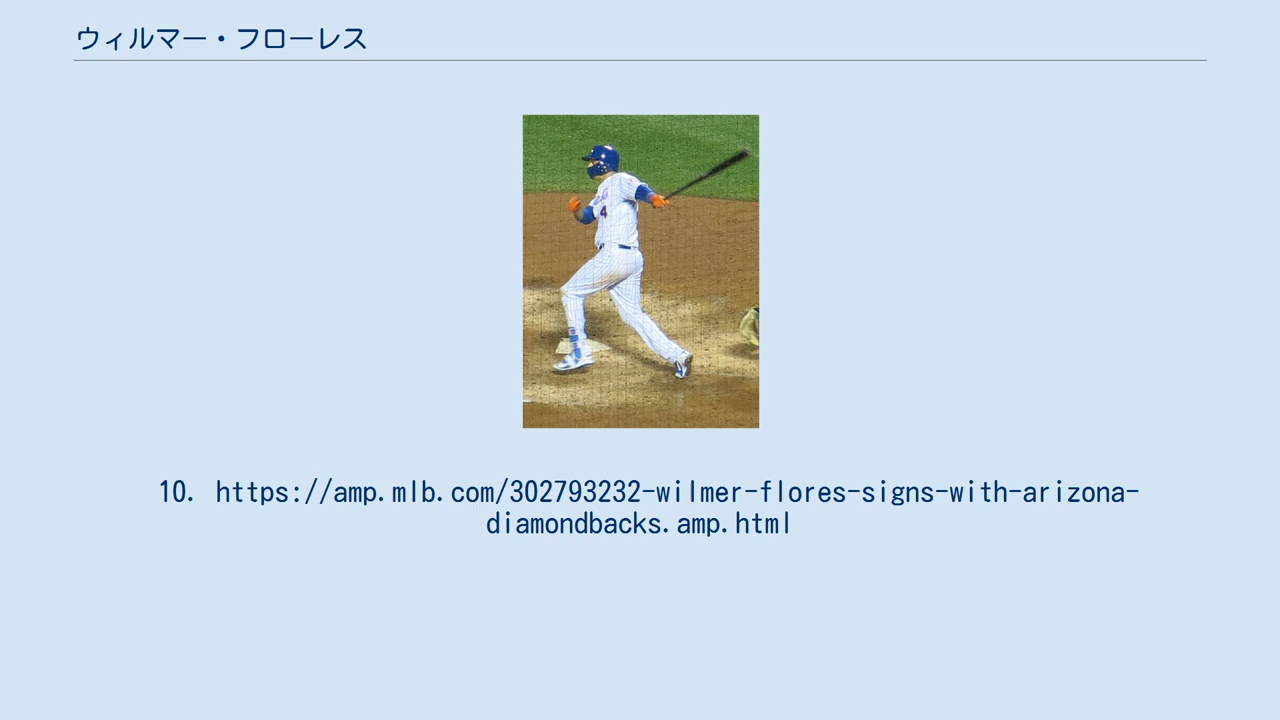 ウィルマー・フローレス
4
10. https://amp.mlb.com/302793232-wilmer-flores-signs-with-arizona-
diamondbacks.amp.html